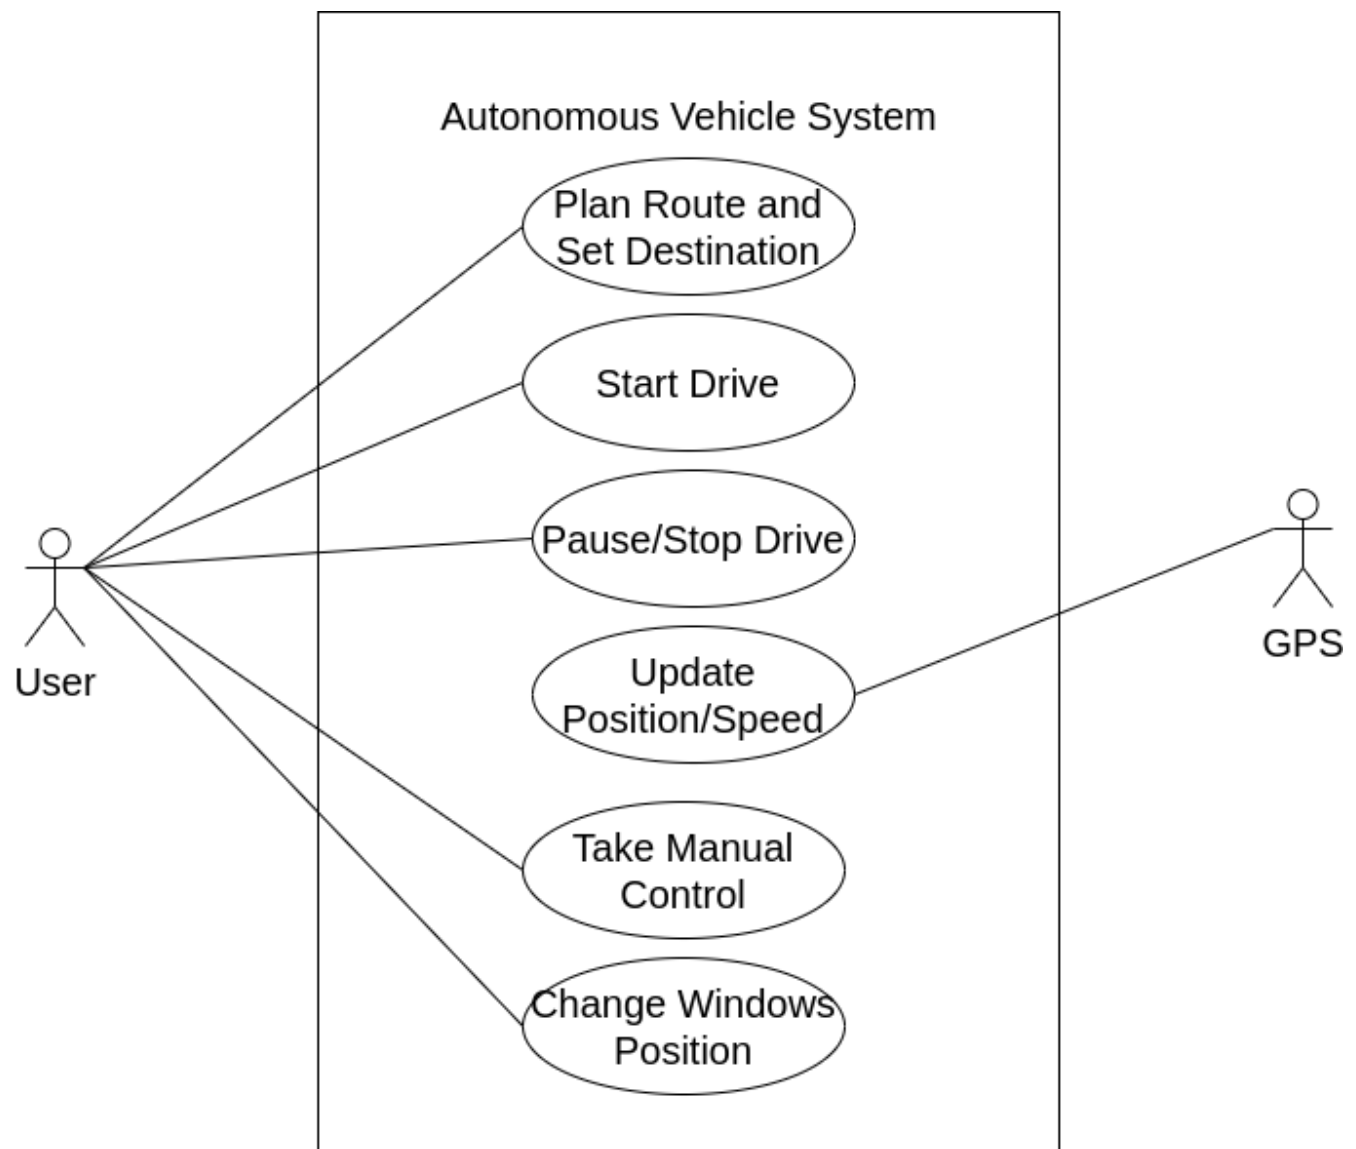 Autonomous Vehicle System
Plan Route and
Set Destination
Start Drive
Pause/Stop Drive
Update
Position/Speed
Take Manual
Control
Change Windows
Position
User
GPS